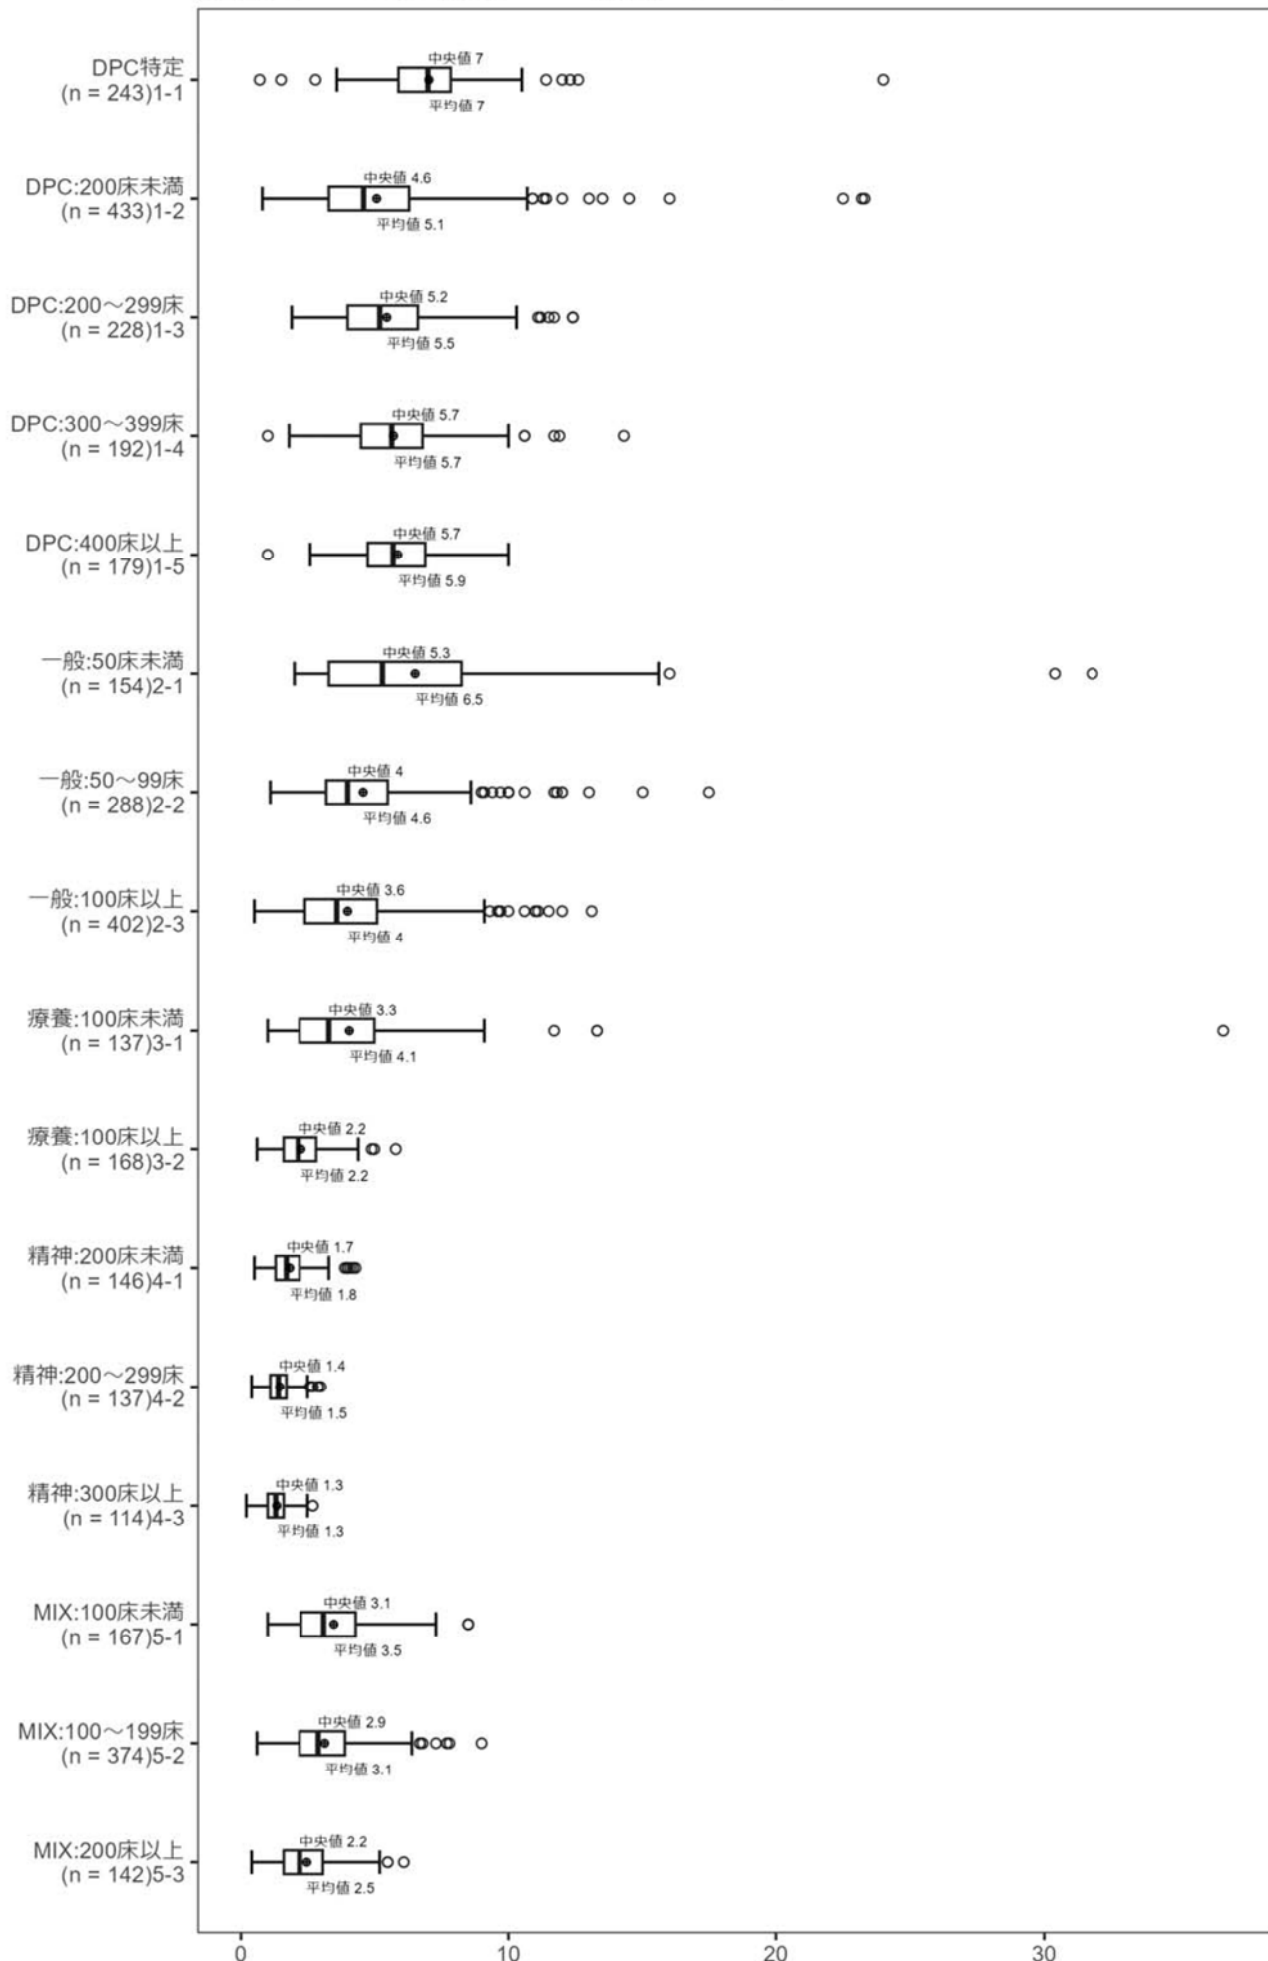 中央値 7
DPC特定
(n = 243)1-1
平均値 7
中央値 4.6
DPC:200床未満
(n = 433)1-2
平均値 5.1
中央値 5.2
DPC:200～299床
(n = 228)1-3
平均値 5.5
中央値 5.7
DPC:300～399床
(n = 192)1-4
平均値 5.7
中央値 5.7
DPC:400床以上
(n = 179)1-5
平均値 5.9
中央値 5.3
一般:50床未満
(n = 154)2-1
平均値 6.5
中央値 4
一般:50～99床
(n = 288)2-2
平均値 4.6
中央値 3.6
一般:100床以上
(n = 402)2-3
平均値 4
中央値 3.3
療養:100床未満
(n = 137)3-1
平均値 4.1
中央値 2.2
療養:100床以上
(n = 168)3-2
平均値 2.2
中央値 1.7
精神:200床未満
(n = 146)4-1
平均値 1.8
中央値 1.4
精神:200～299床
(n = 137)4-2
平均値 1.5
中央値 1.3
精神:300床以上
(n = 114)4-3
平均値 1.3
中央値 3.1
MIX:100床未満
(n = 167)5-1
平均値 3.5
中央値 2.9
MIX:100～199床
(n = 374)5-2
平均値 3.1
中央値 2.2
MIX:200床以上
(n = 142)5-3
平均値 2.5
0 10 20 30